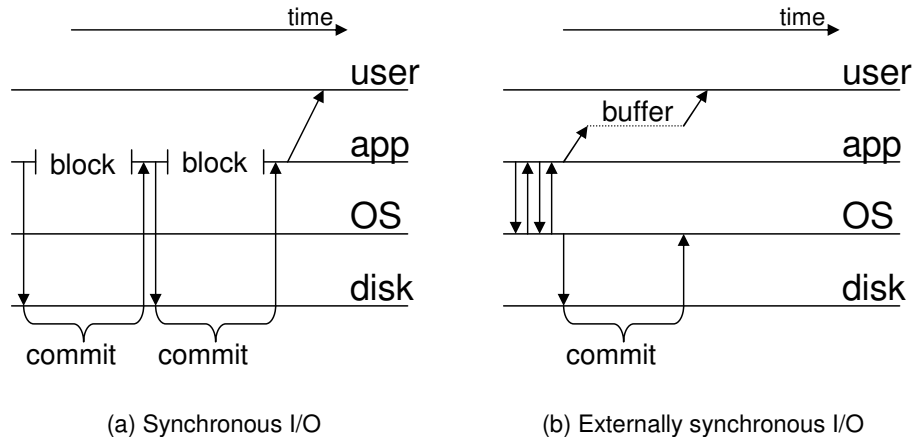 time
user
block
block
app
OS
disk
commit
commit
(a) Synchronous I/O
time
user
buffer
app
OS
disk
commit
(b) Externally synchronous I/O